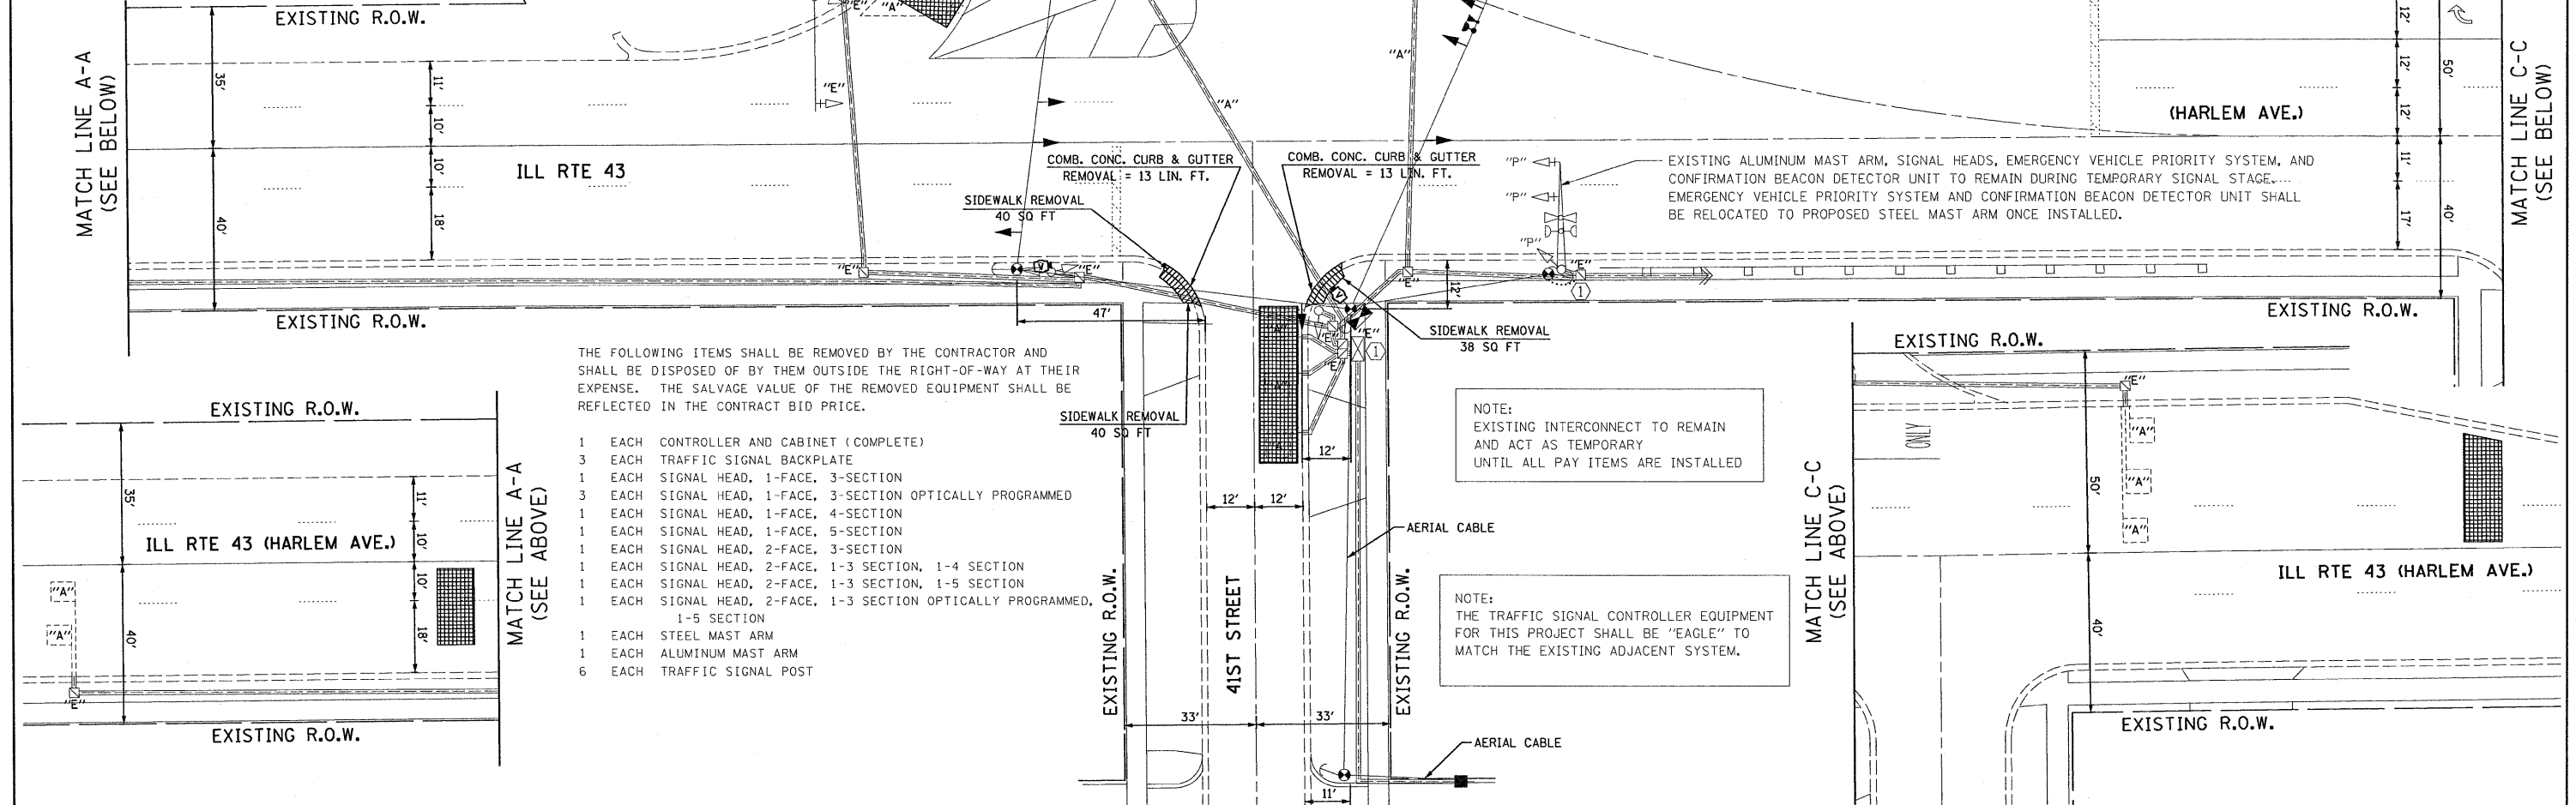 EXISTING R.O.W.
"E"
"A"
12'
MATCH LINE A-A
(SEE BELOW)
35'
11'
10'
10'
18'
40'
"E"
"A"
"A"
12'
12'
50'
(HARLEM AVE.)
MATCH LINE C-C
(SEE BELOW)
ILL RTE 43
COMB. CONC. CURB & GUTTER
REMOVAL = 13 LIN. FT.
COMB. CONC. CURB & GUTTER
REMOVAL = 13 LIN. FT.
"P"
"P"
"P"
EXISTING ALUMINUM MAST ARM, SIGNAL HEADS, EMERGENCY VEHICLE PRIORITY SYSTEM, AND
CONFIRMATION BEACON DETECTOR UNIT TO REMAIN DURING TEMPORARY SIGNAL STAGE.
EMERGENCY VEHICLE PRIORITY SYSTEM AND CONFIRMATION BEACON DETECTOR UNIT SHALL
BE RELOCATED TO PROPOSED STEEL MAST ARM ONCE INSTALLED.
11'
17'
40'
SIDEWALK REMOVAL
40 SQ FT
"E"
V
"E"
V
"E"
"E"
1
12'
EXISTING R.O.W.
47'
"E"
"E"
"E"
1
SIDEWALK REMOVAL
38 SQ FT
EXISTING R.O.W.
THE FOLLOWING ITEMS SHALL BE REMOVED BY THE CONTRACTOR AND
SHALL BE DISPOSED OF BY THEM OUTSIDE THE RIGHT-OF-WAY AT THEIR
EXPENSE. THE SALVAGE VALUE OF THE REMOVED EQUIPMENT SHALL BE
REFLECTED IN THE CONTRACT BID PRICE.
SIDEWALK REMOVAL
40 SQ FT
1 EACH CONTROLLER AND CABINET (COMPLETE)
3 EACH TRAFFIC SIGNAL BACKPLATE
1 EACH SIGNAL HEAD, 1-FACE, 3-SECTION
3 EACH SIGNAL HEAD, 1-FACE, 3-SECTION OPTICALLY PROGRAMMED
1 EACH SIGNAL HEAD, 1-FACE, 4-SECTION
1 EACH SIGNAL HEAD, 1-FACE, 5-SECTION
1 EACH SIGNAL HEAD, 2-FACE, 3-SECTION
1 EACH SIGNAL HEAD, 2-FACE, 1-3 SECTION, 1-4 SECTION
1 EACH SIGNAL HEAD, 2-FACE, 1-3 SECTION, 1-5 SECTION
1 EACH SIGNAL HEAD, 2-FACE, 1-3 SECTION OPTICALLY PROGRAMMED,
1-5 SECTION
1 EACH STEEL MAST ARM
1 EACH ALUMINUM MAST ARM
6 EACH TRAFFIC SIGNAL POST
EXISTING R.O.W.
35'
11'
10'
10'
18'
40'
ILL RTE 43 (HARLEM AVE.)
"A"
"A"
"E"
EXISTING R.O.W.
MATCH LINE A-A
(SEE ABOVE)
12'
12'
12'
AERIAL CABLE
EXISTING R.O.W.
41ST STREET
EXISTING R.O.W.
33'
33'
AERIAL CABLE
11'
NOTE:
EXISTING INTERCONNECT TO REMAIN
AND ACT AS TEMPORARY
UNTIL ALL PAY ITEMS ARE INSTALLED
NOTE:
THE TRAFFIC SIGNAL CONTROLLER EQUIPMENT
FOR THIS PROJECT SHALL BE "EAGLE" TO
MATCH THE EXISTING ADJACENT SYSTEM.
MATCH LINE C-C
(SEE ABOVE)
EXISTING R.O.W.
"E"
ONLY
"A"
"A"
"A"
50'
40'
ILL RTE 43 (HARLEM AVE.)
EXISTING R.O.W.